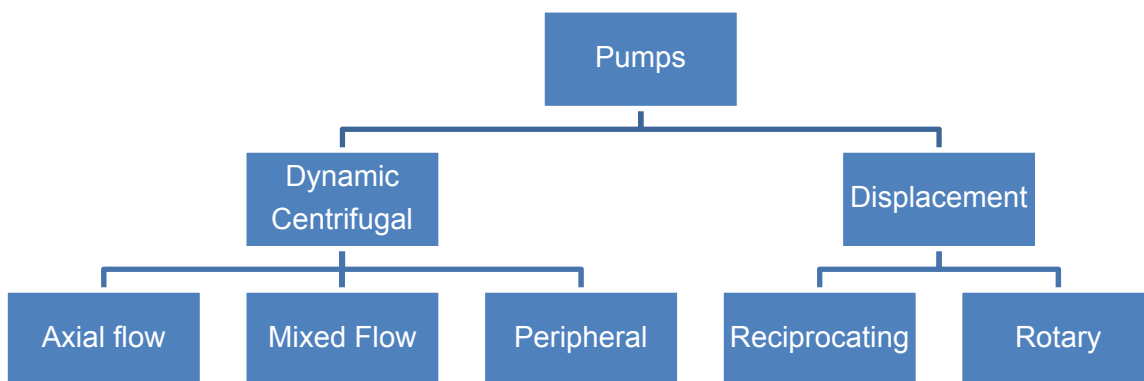 Pumps
Dynamic
Centrifugal
Displacement
Axial flow
Mixed Flow
Peripheral
Reciprocating
Rotary